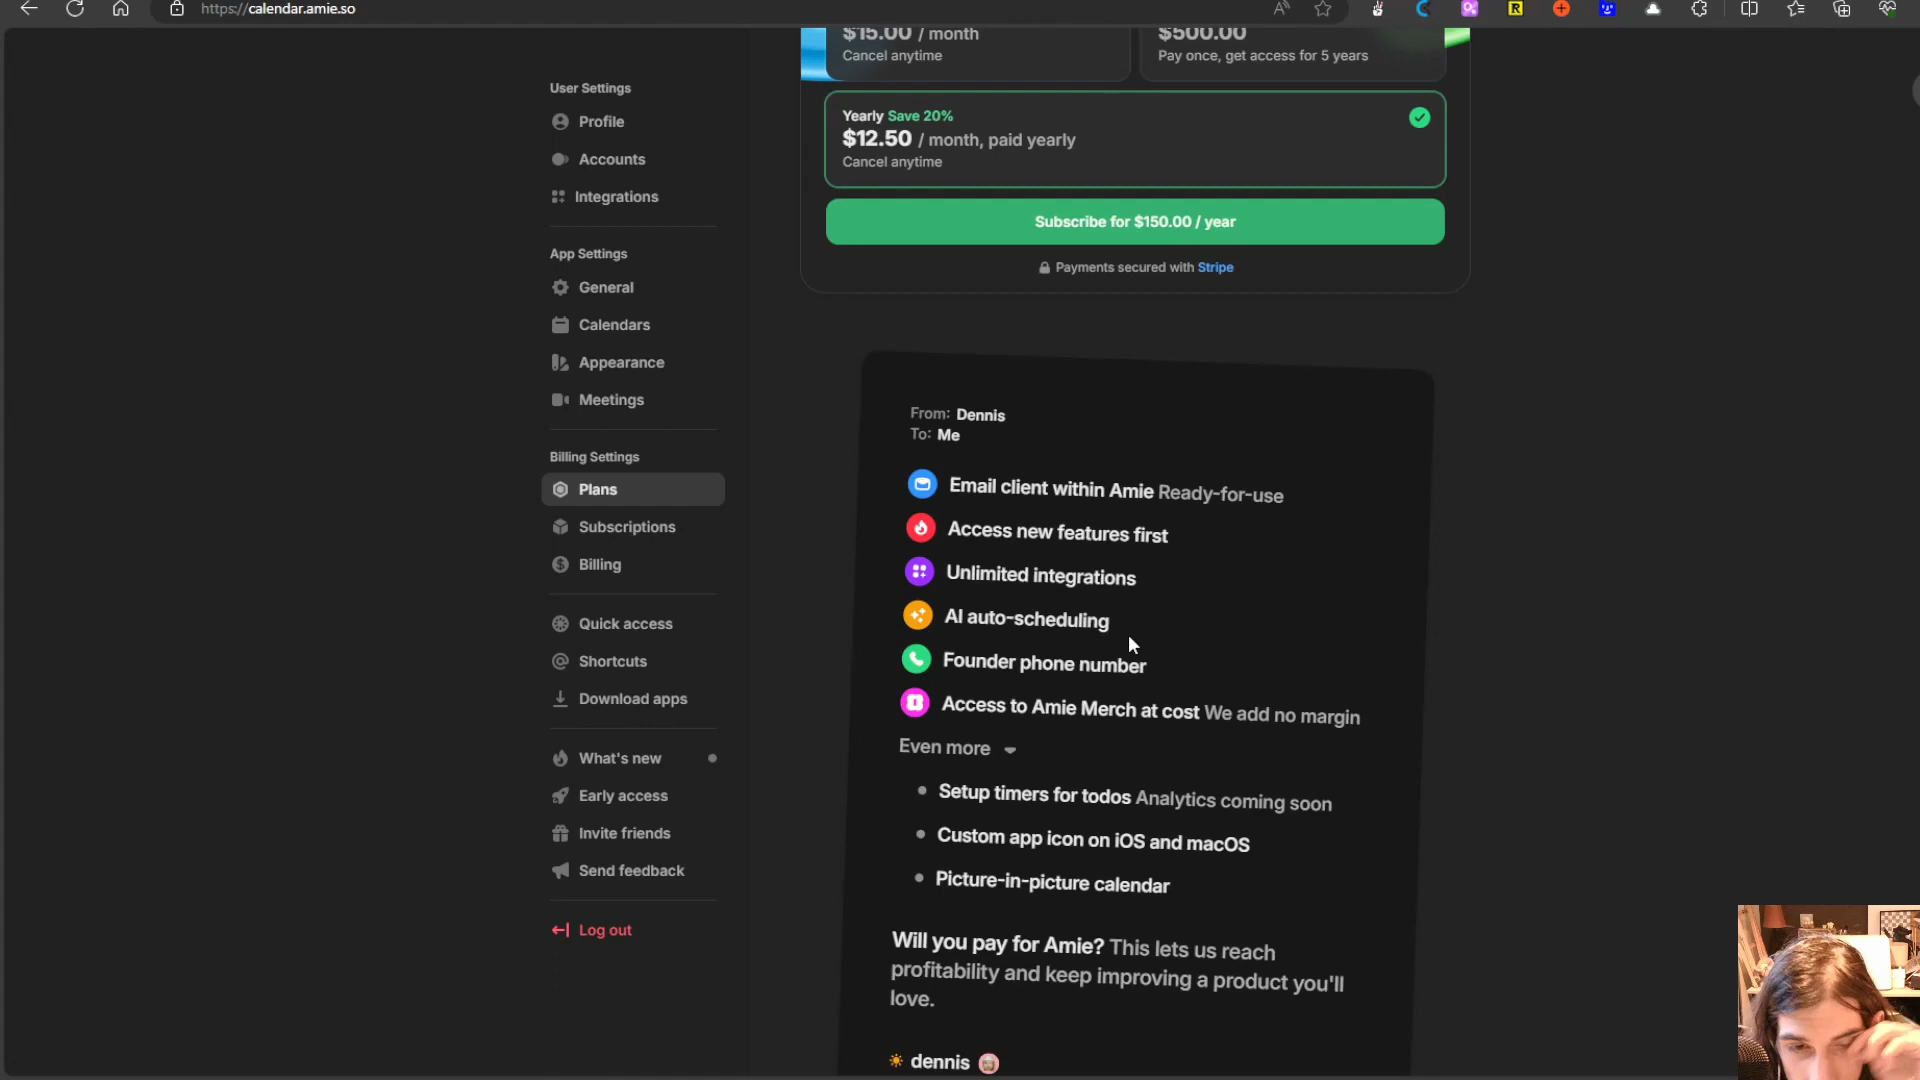 https://calendar.amie.so
$15.00 / month
Cancel anytime
$500.00
Pay once, get access for 5 years
Yearly Save 20%
$12.50 / month, paid yearly
Cancel anytime
Subscribe for $150.00 / year
Payments secured with Stripe
User Settings
Profile
Accounts
Integrations
App Settings
General
Calendars
Appearance
Meetings
Billing Settings
Plans
Subscriptions
Billing
Quick access
Shortcuts
Download apps
What's new
Early access
Invite friends
Send feedback
Log out
From: Dennis
To: Me
Email client within Amie Ready-for-use
Access new features first
Unlimited integrations
AI auto-scheduling
Founder phone number
Access to Amie Merch at cost We add no margin
Even more
Setup timers for todos Analytics coming soon
Custom app icon on iOS and macOS
Picture-in-picture calendar
Will you pay for Amie? This lets us reach
profitability and keep improving a product you'll
love.
dennis